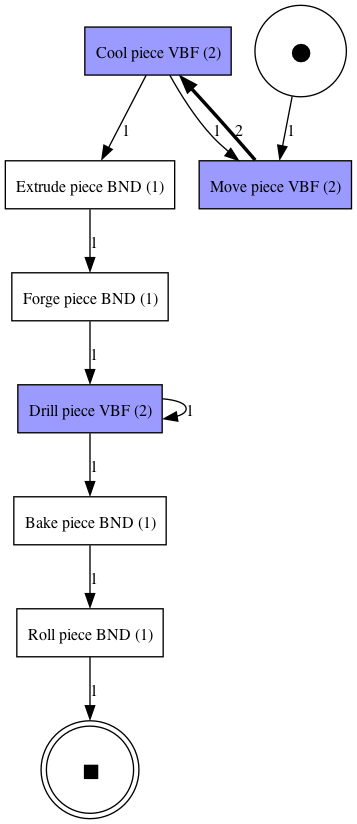 Cool piece VBF (2)
1
1
2
1
Extrude piece BND (1)
Move piece VBF (2)
1
Forge piece BND (1)
1
Drill piece VBF (2)
1
1
Bake piece BND (1)
1
Roll piece BND (1)
1